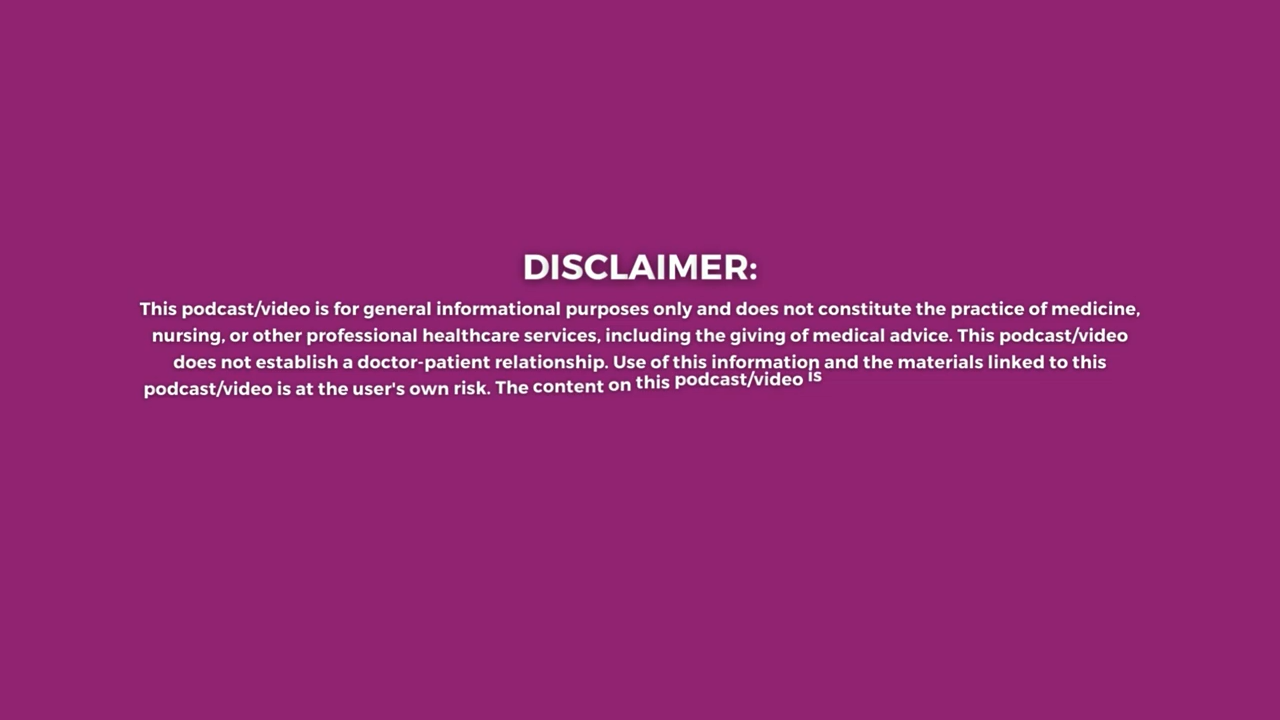 DISCLAIMER:
This podcast/video is for general informational purposes only and does not constitute the practice of medicine,
nursing, or other professional healthcare services, including the giving of medical advice. This podcast/video
does not establish a doctor-patient relationship. Use of this information and the materials linked to this
podcast/video is at the user's own risk. The content on this podcast/video is